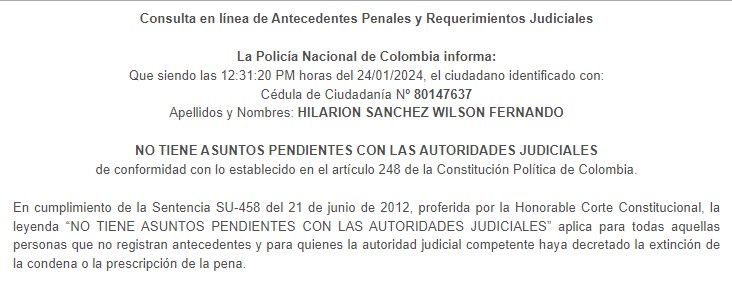 Consulta en línea de Antecedentes Penales y Requerimientos Judiciales
La Policía Nacional de Colombia informa:
Que siendo las 12:31:20 PM horas del 24/01/2024, el ciudadano identificado con:
Cédula de Ciudadanía Nº 80147637
Apellidos y Nombres: HILARION SANCHEZ WILSON FERNANDO
NO TIENE ASUNTOS PENDIENTES CON LAS AUTORIDADES JUDICIALES
de conformidad con lo establecido en el artículo 248 de la Constitución Política de Colombia.
En cumplimiento de la Sentencia SU-458 del 21 de junio de 2012, proferida por la Honorable Corte Constitucional, la
leyenda “NO TIENE ASUNTOS PENDIENTES CON LAS AUTORIDADES JUDICIALES” aplica para todas aquellas
personas que no registran antecedentes y para quienes la autoridad judicial competente haya decretado la extinción de
la condena o la prescripción de la pena.